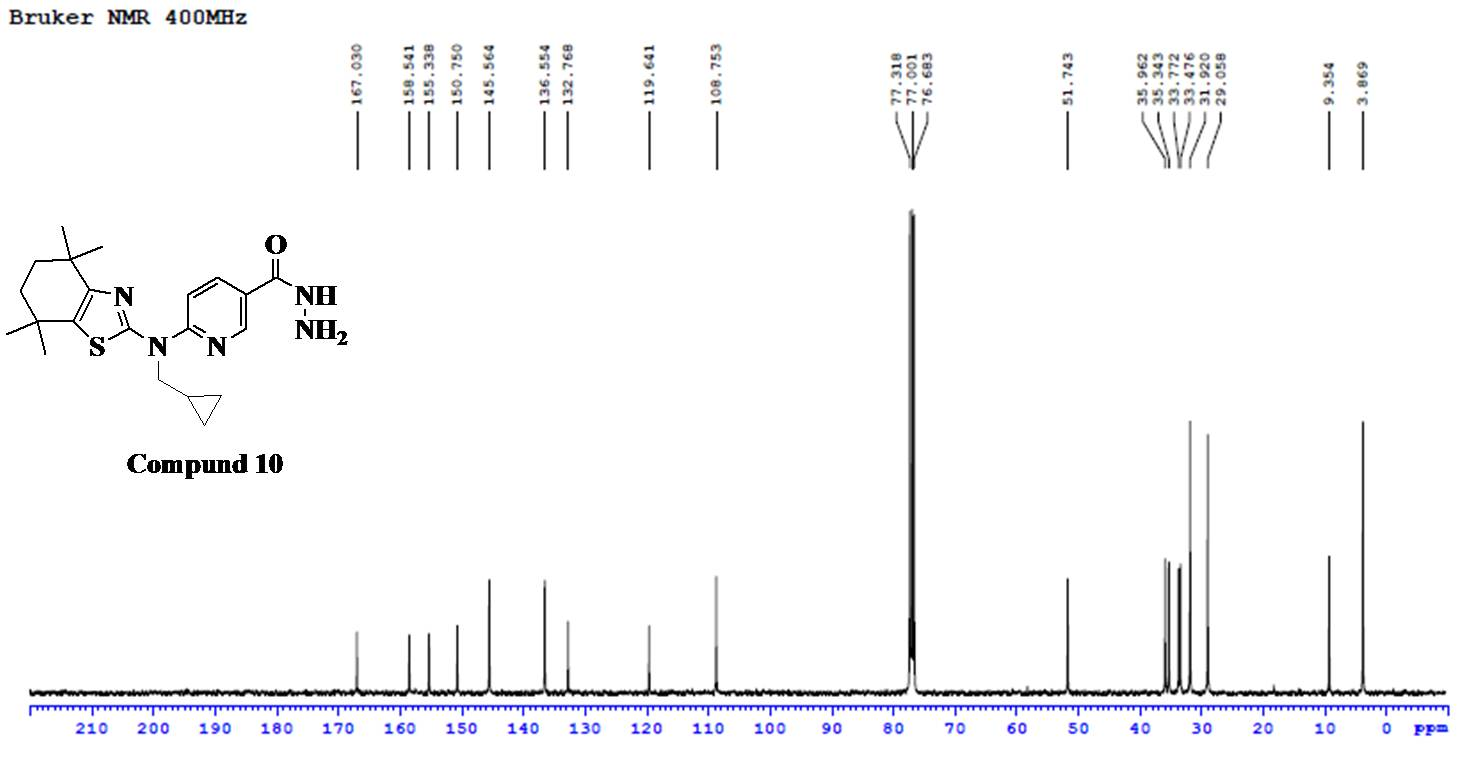 Bruker NMR 400MHz
167.030
158.541
155.338
150.750
145.564
136.554
132.768
119.641
108.753
77.318
77.001
76.683
51.743
35.962
35.343
33.772
33.476
31.920
29.058
9.354
3.869
O
N
NH
NH2
S
N
N
Compund 10
210 200 190 180 170 160 150 140 130 120 110 100 90 80 70 60 50 40 30 20 10 0 ppm